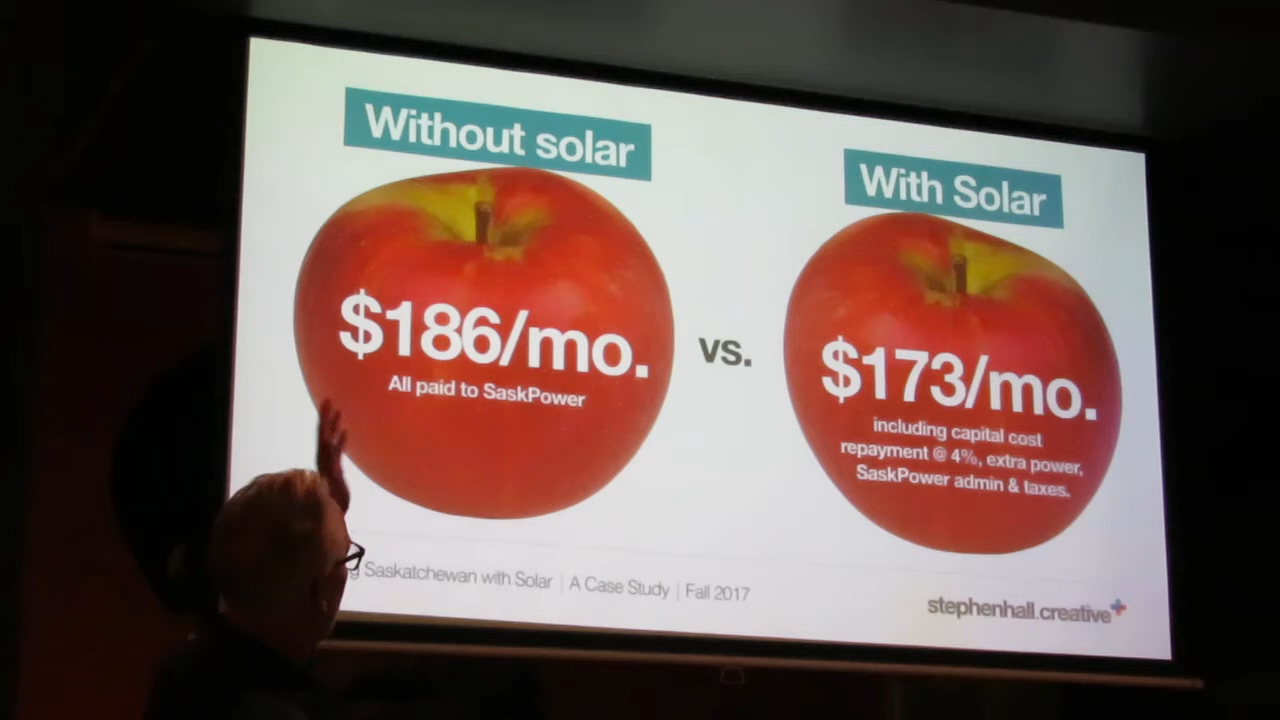 Without solar
With Solar
$186/mo.
All paid to SaskPower
vs.
$173/mo.
including capital cost
repayment @ 4%, extra power,
SaskPower admin & taxes.
Saskatchewan with Solar | A Case Study | Fall 2017
stephenhall.creative+